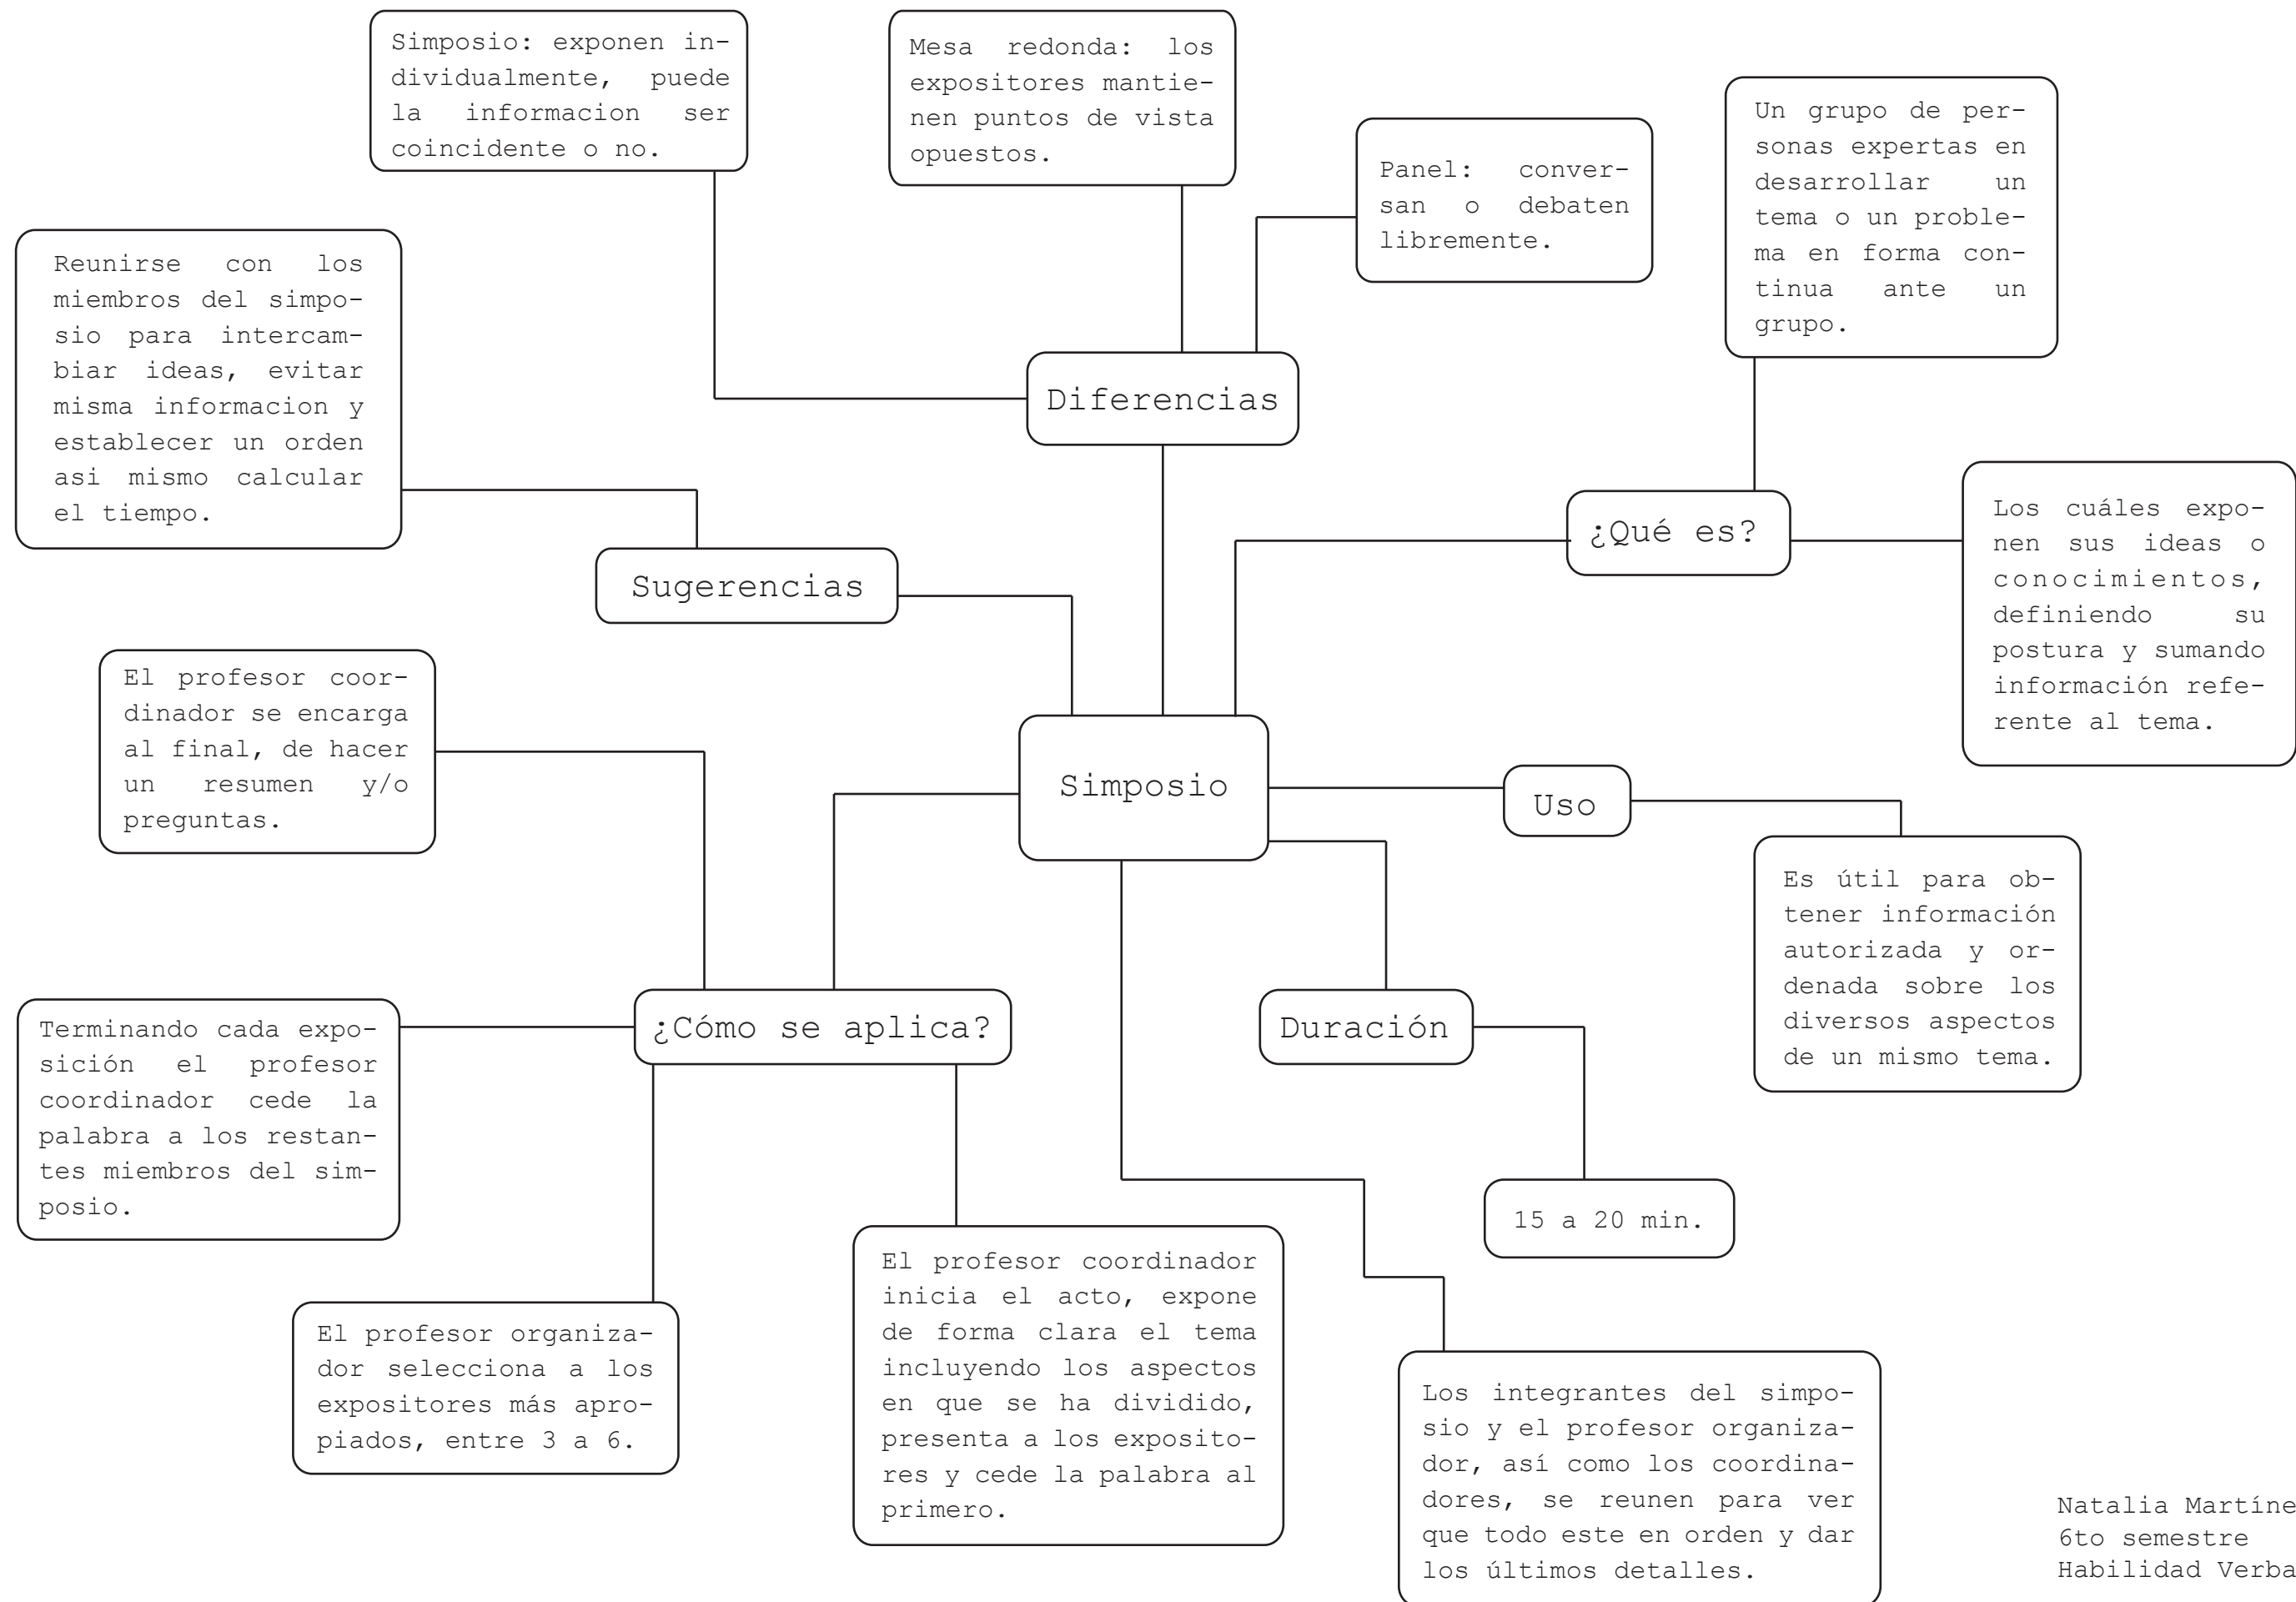 Simposio: exponen in-
dividualmente, puede
la informacion ser
coincidente o no.
Mesa redonda: los
expositores mantie-
nen puntos de vista
opuestos.
Panel: conver-
san o debaten
libremente.
Un grupo de per-
sonas expertas en
desarrollar un
tema o un proble-
ma en forma con-
tinua ante un
grupo.
Reunirse con los
miembros del simpo-
sio para intercam-
biar ideas, evitar
misma informacion y
establecer un orden
asi mismo calcular
el tiempo.
Diferencias
¿Qué es?
Los cuáles expo-
nen sus ideas o
conocimientos,
definiendo su
postura y sumando
información refe-
rente al tema.
Sugerencias
El profesor coor-
dinador se encarga
al final, de hacer
un resumen y/o
preguntas.
Simposio
Uso
Es útil para ob-
tener información
autorizada y or-
denada sobre los
diversos aspectos
de un mismo tema.
¿Cómo se aplica?
Duración
Terminando cada expo-
sición el profesor
coordinador cede la
palabra a los restan-
tes miembros del sim-
posio.
15 a 20 min.
El profesor organiza-
dor selecciona a los
expositores más apro-
piados, entre 3 a 6.
El profesor coordinador
inicia el acto, expone
de forma clara el tema
incluyendo los aspectos
en que se ha dividido,
presenta a los exposito-
res y cede la palabra al
primero.
Los integrantes del simpo-
sio y el profesor organiza-
dor, así como los coordina-
dores, se reunen para ver
que todo este en orden y dar
los últimos detalles.
Natalia Martíne
6to semestre
Habilidad Verba